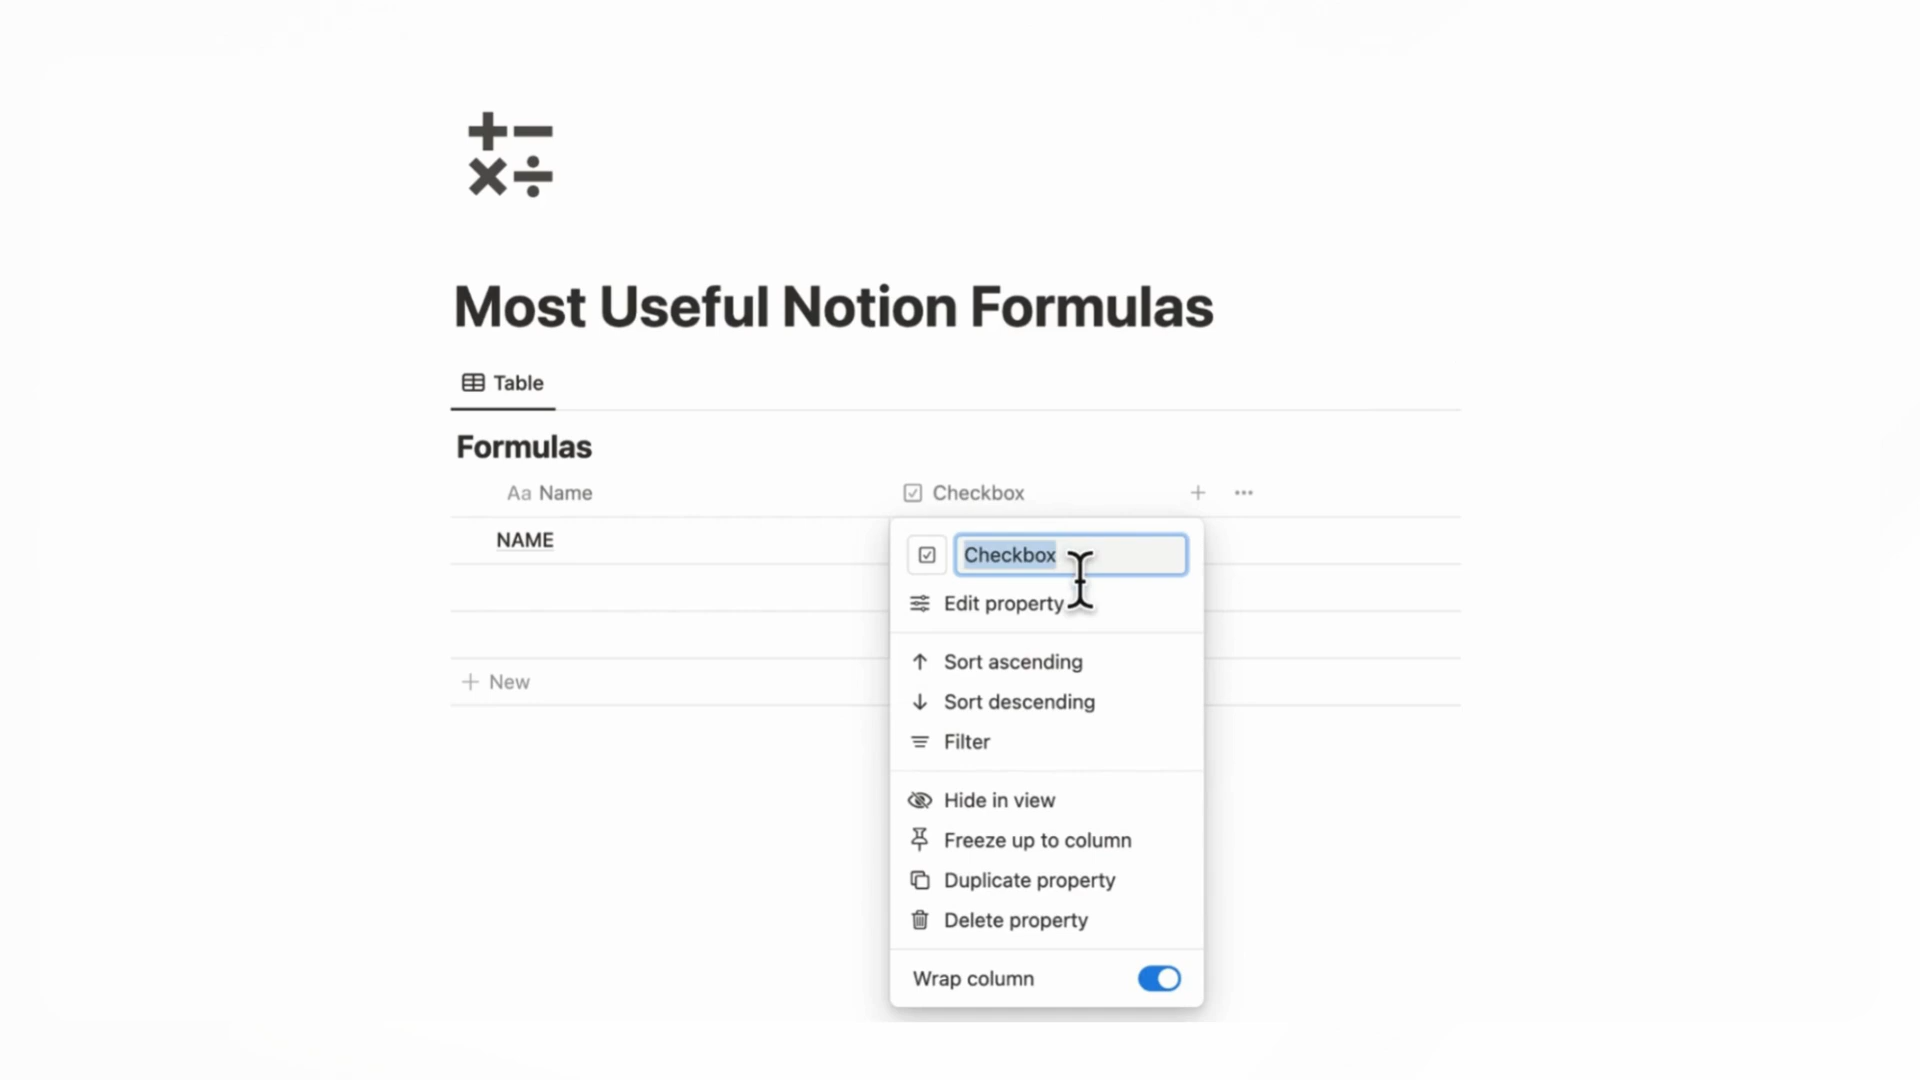 Most Useful Notion Formulas
Table
Formulas
Aa Name
Checkbox
NAME
Checkbox
Edit property
Sort ascending
Sort descending
New
Filter
Hide in view
Freeze up to column
Duplicate property
Delete property
Wrap column